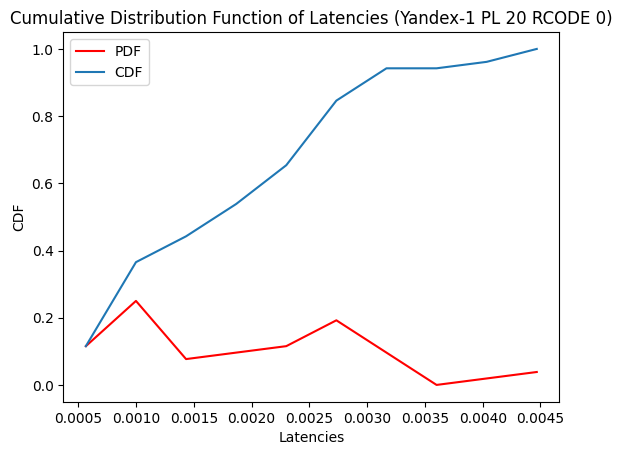 Cumulative Distribution Function of Latencies (Yandex-1 PL 20 RCODE 0)
PDF
CDF
CDF
1.0
0.8
0.6
0.4
0.2
0.0
0.0005 0.0010 0.0015 0.0020 0.0025 0.0030 0.0035 0.0040 0.0045
Latencies